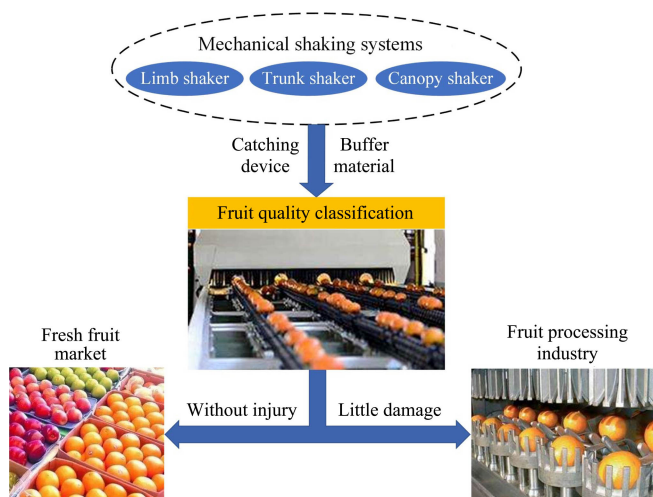 Mechanical shaking systems
Limb shaker
Trunk shaker
Canopy shaker
Catching
device
Buffer
material
Fruit quality classification
Fresh fruit
market
Fruit processing
industry
Without injury
Little damage